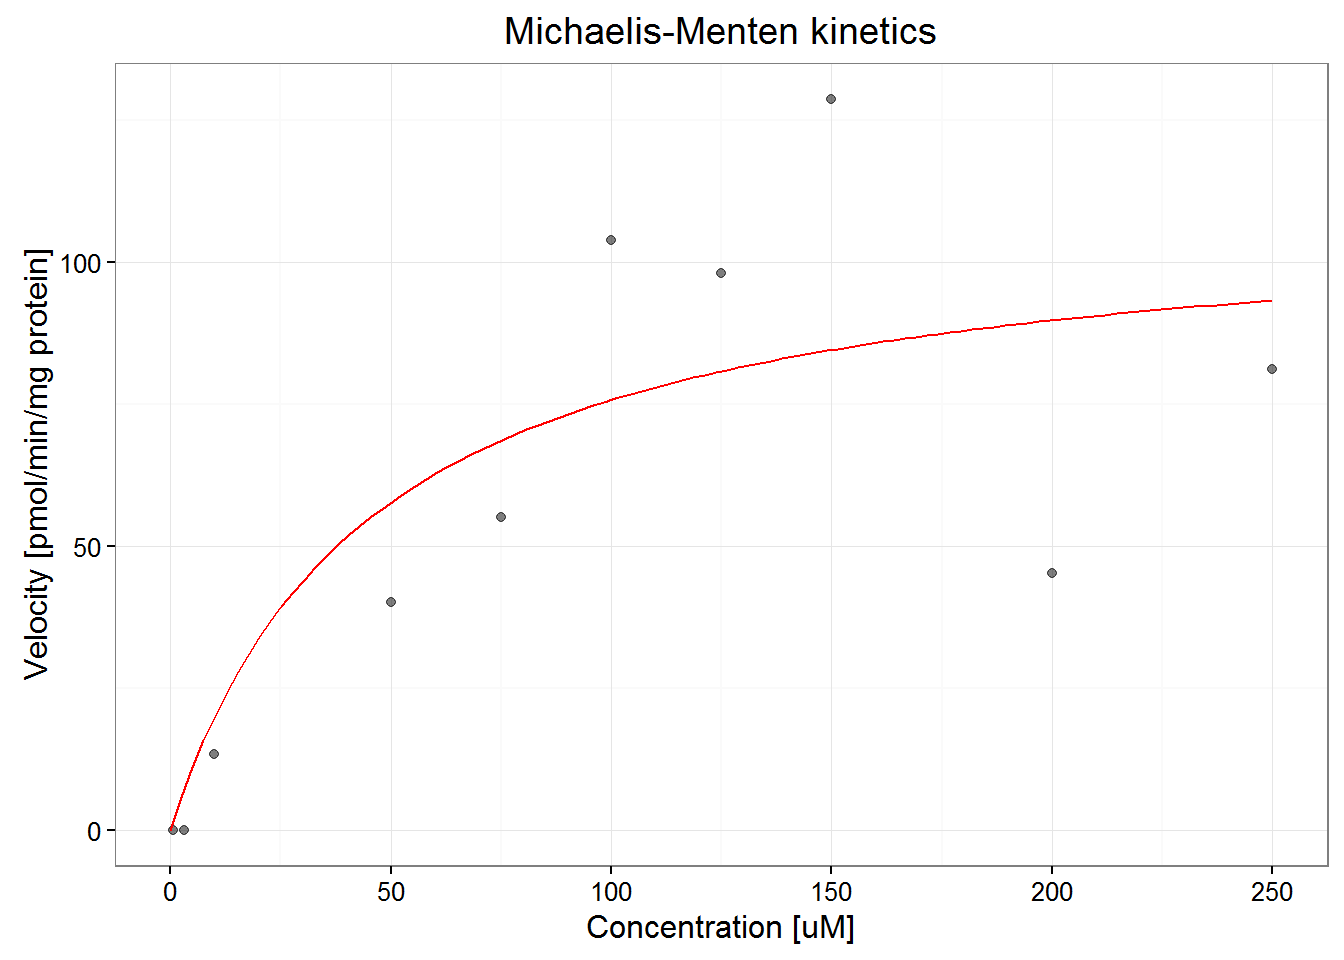 Michaelis-Menten kinetics
Velocity [pmol/min/mg protein]
100
50
0
0 50 100 150 200 250
Concentration [uM]